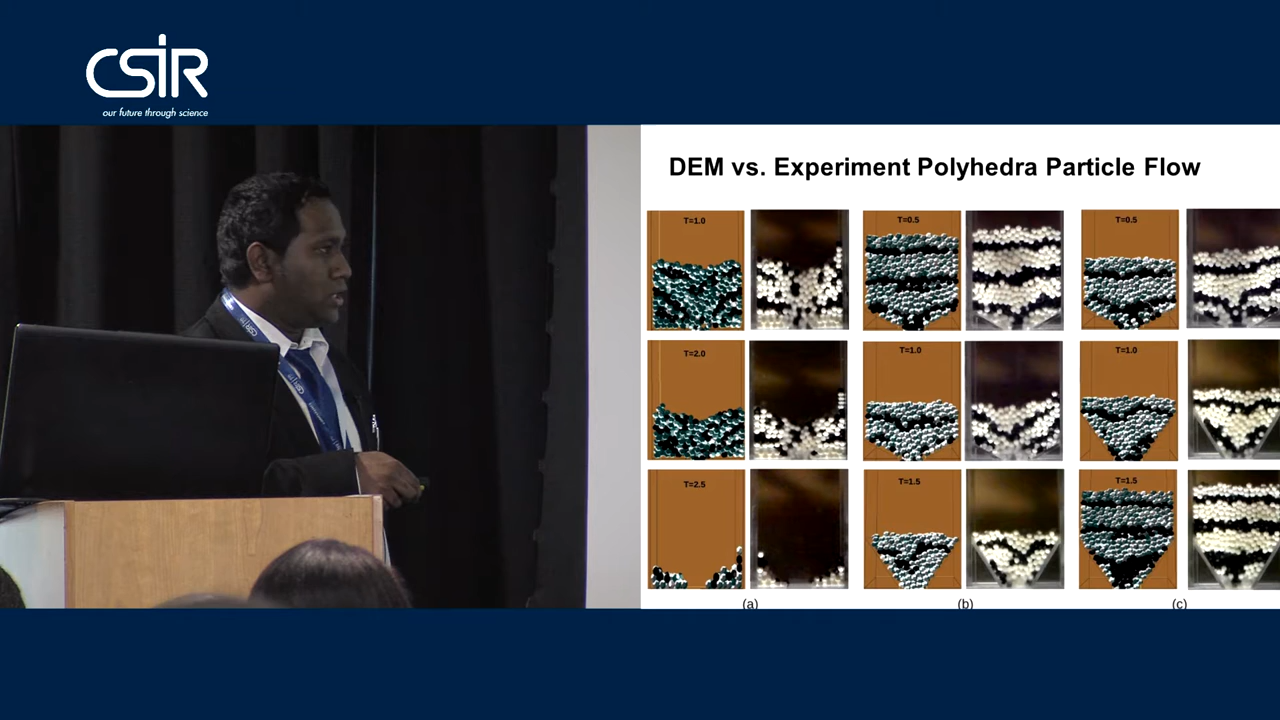 CSIR
our future through science
DEM vs. Experiment Polyhedra Particle Flow
T=1.0
T=0.5
T=0.5
T=2.0
T=1.0
T=1.0
T=2.5
T=1.5
T=1.5
(a)
(b)
(c)
CSIR